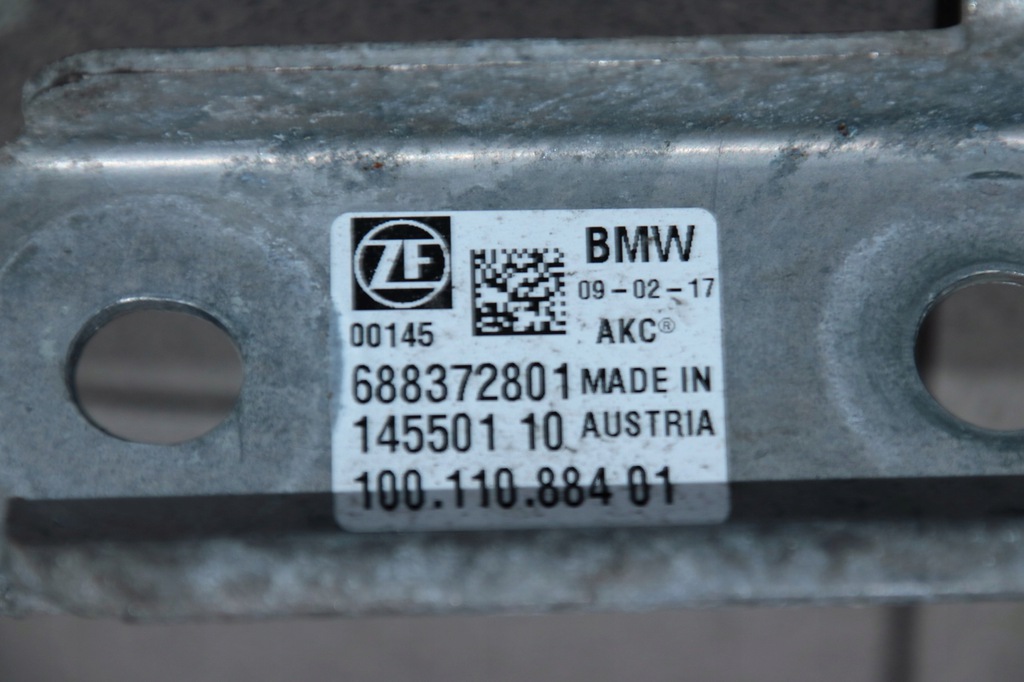 ZF
BMW
09-02-17
00145
AKC®
688372801 MADE IN
145501 10 AUSTRIA
100.110.884 01